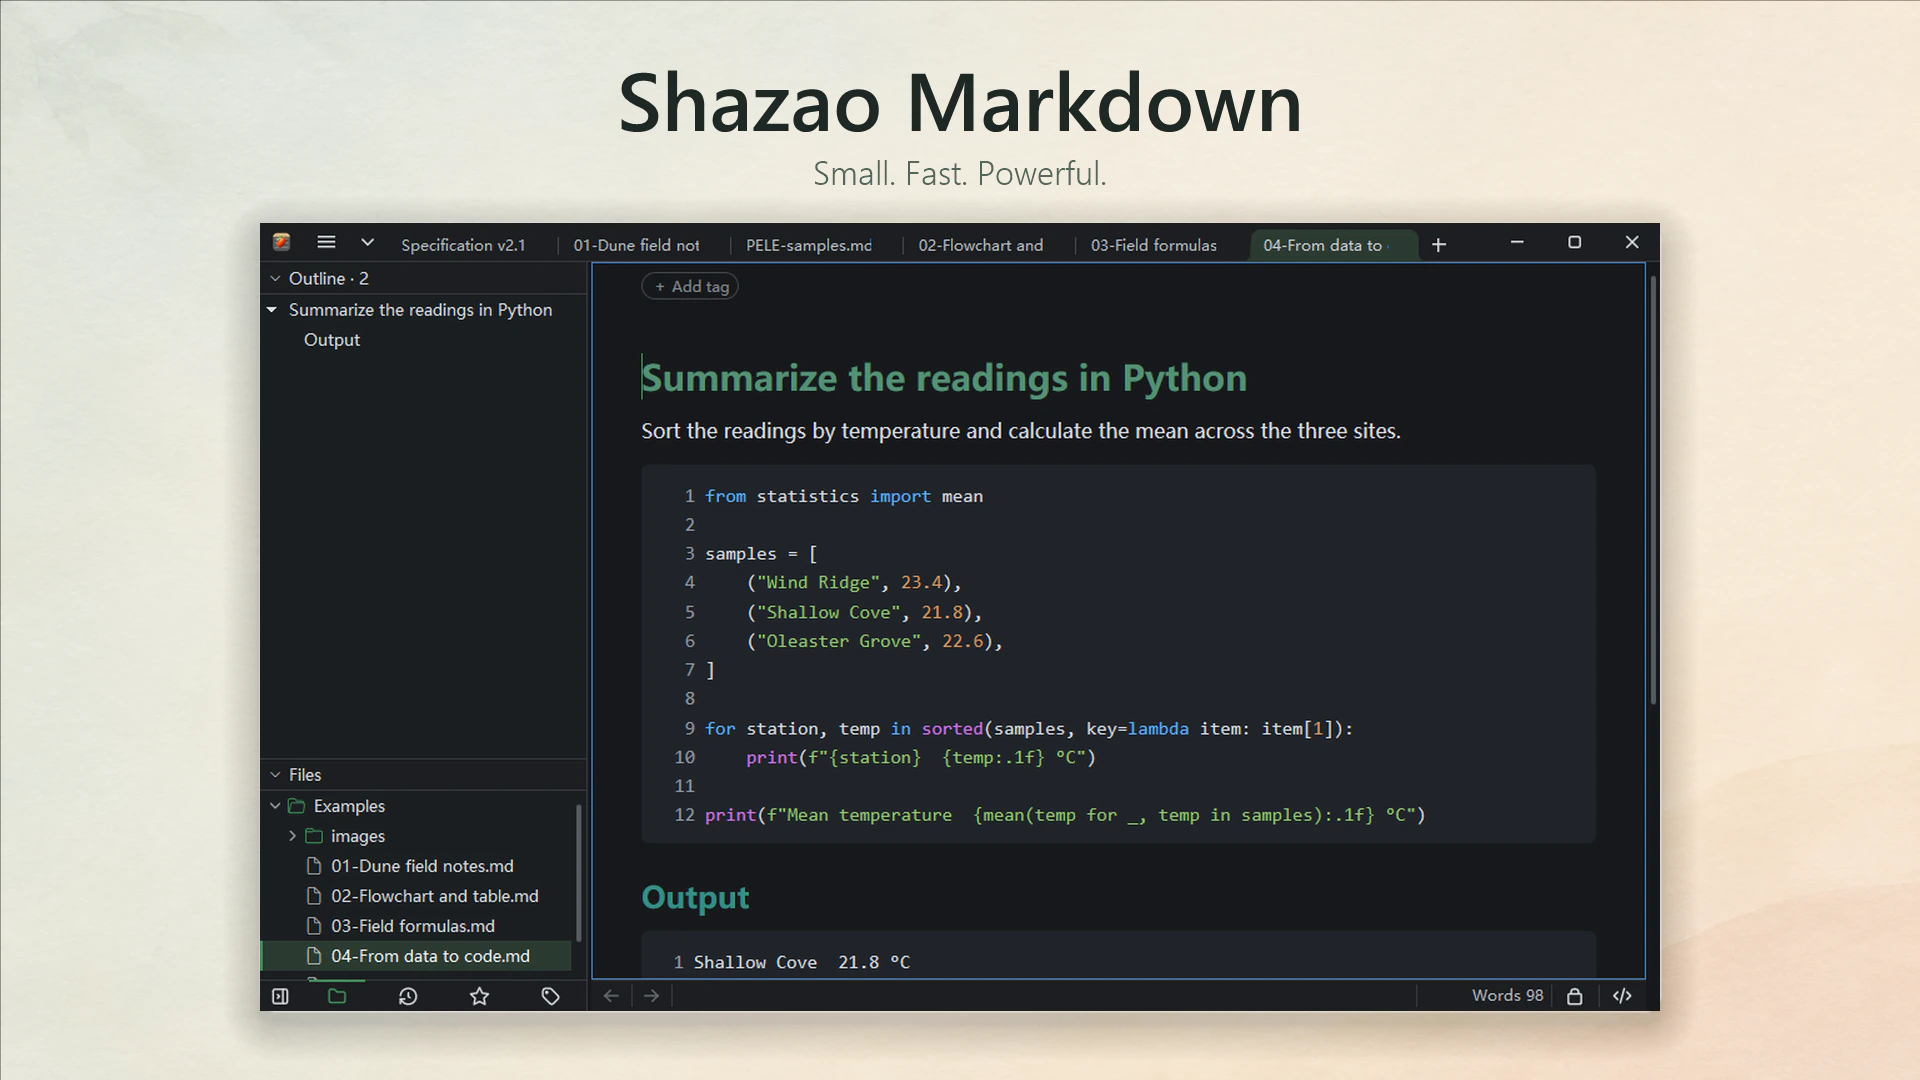 Shazao Markdown
Small. Fast. Powerful.
Specification v2.1
01-Dune field not
PELE-samples.md
02-Flowchart and
03-Field formulas
04-From data to
Outline · 2
Summarize the readings in Python
Output
+ Add tag
Summarize the readings in Python
Sort the readings by temperature and calculate the mean across the three sites.
1 from statistics import mean
2
3 samples = [
4     ("Wind Ridge", 23.4),
5     ("Shallow Cove", 21.8),
6     ("Oleaster Grove", 22.6),
7 ]
8
9 for station, temp in sorted(samples, key=lambda item: item[1]):
10     print(f"{station}  {temp:.1f} °C")
11
12 print(f"Mean temperature  {mean(temp for _, temp in samples):.1f} °C")
Output
1 Shallow Cove  21.8 °C
Files
Examples
images
01-Dune field notes.md
02-Flowchart and table.md
03-Field formulas.md
04-From data to code.md
Words 98